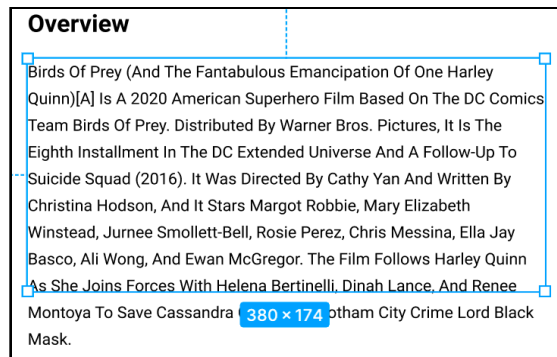 Overview
Birds Of Prey (And The Fantabulous Emancipation Of One Harley
Quinn)[A] Is A 2020 American Superhero Film Based On The DC Comics
Team Birds Of Prey. Distributed By Warner Bros. Pictures, It Is The
Eighth Installment In The DC Extended Universe And A Follow-Up To
Suicide Squad (2016). It Was Directed By Cathy Yan And Written By
Christina Hodson, And It Stars Margot Robbie, Mary Elizabeth
Winstead, Jurnee Smollett-Bell, Rosie Perez, Chris Messina, Ella Jay
Basco, Ali Wong, And Ewan McGregor. The Film Follows Harley Quinn
As She Joins Forces With Helena Bertinelli, Dinah Lance, And Renee
Montoya To Save Cassandra 380 × 174 otham City Crime Lord Black
Mask.